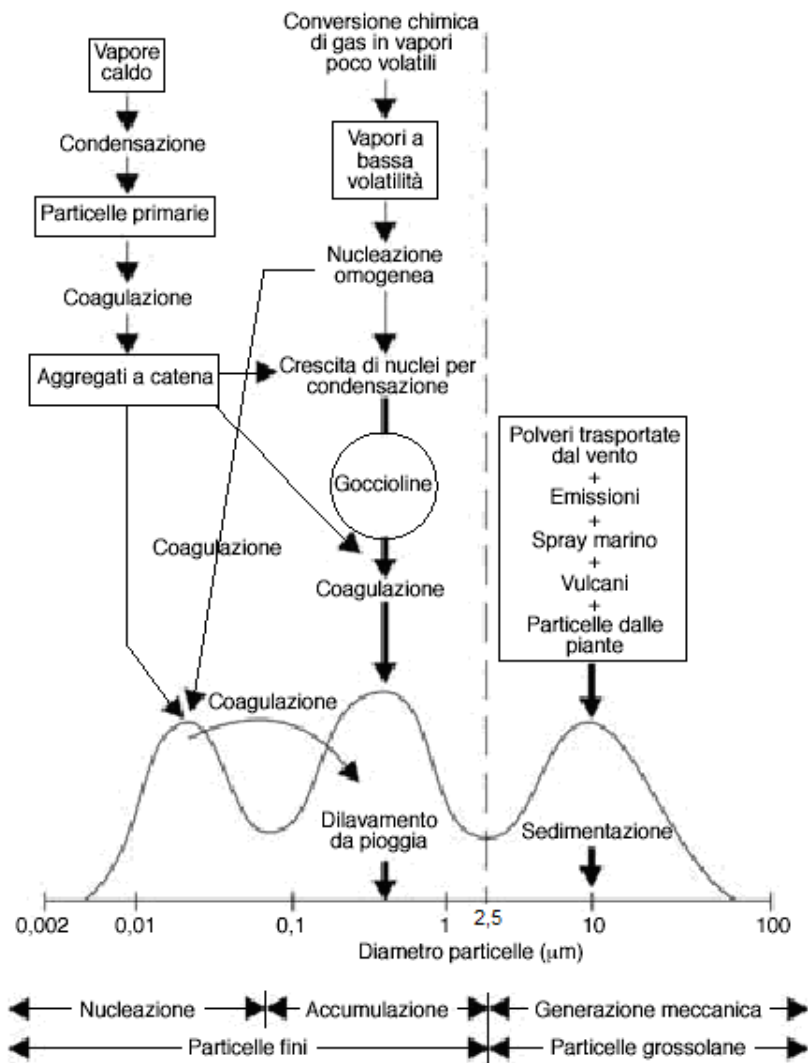 Vapore
caldo
Condensazione
Particelle primarie
Coagulazione
Aggregati a catena
Conversione chimica
di gas in vapori
poco volatili
Vapori a
bassa
volatilità
Nucleazione
omogenea
Crescita di nuclei per
condensazione
Goccioline
Coagulazione
Coagulazione
Coagulazione
Polveri trasportate
dal vento
+
Emissioni
+
Spray marino
+
Vulcani
+
Particelle dalle
piante
Dilavamento
da pioggia
Sedimentazione
0,002 0,01 0,1 1 2,5 10 100
Diametro particelle (μm)
Nucleazione Accumulazione Generazione meccanica
Particelle fini Particelle grossolane